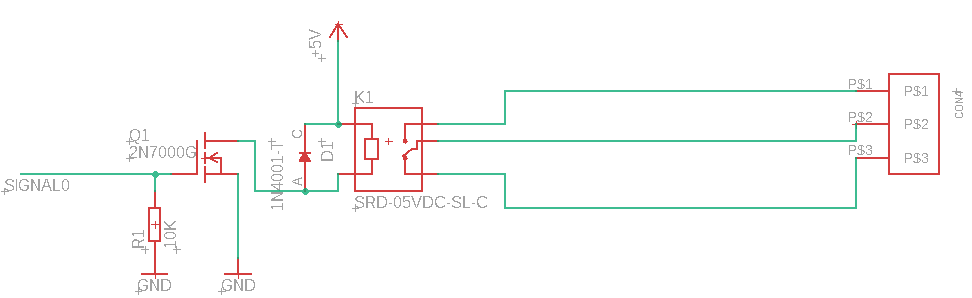 +5V
K1
P$1
P$1
CON4
P$2
P$2
P$3
P$3
Q1
2N7000G
C
D1
A
1N4001-T
SIGNAL0
SRD-05VDC-SL-C
R1
10K
GND
GND